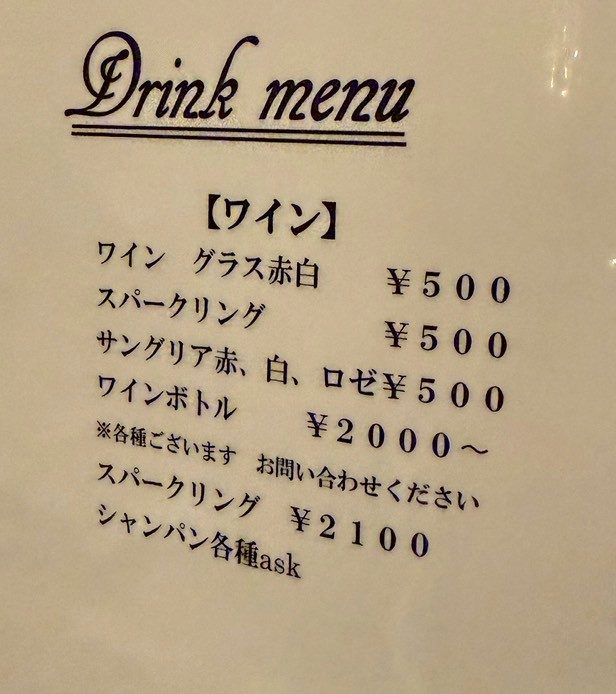 Drink menu
【ワイン】
ワイン　グラス赤白　￥５００
スパークリング　￥５００
サングリア赤、白、ロゼ￥５００
ワインボトル　￥２０００～
※各種ございます　お問い合わせください
スパークリング　￥２１００
シャンパン各種ask